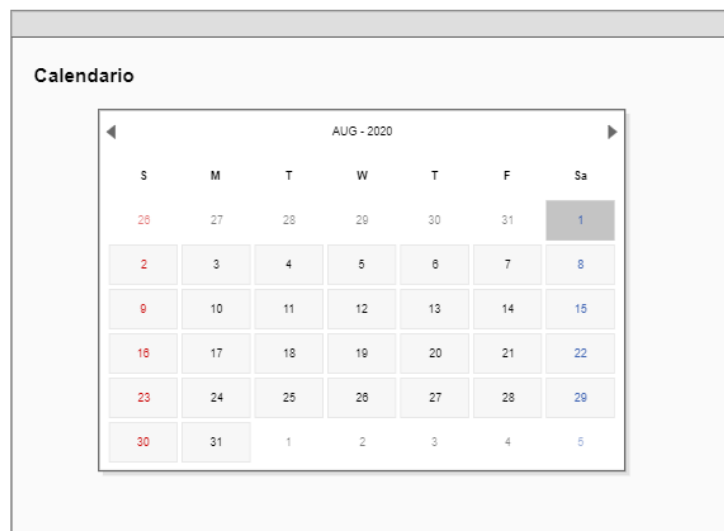 Calendario
AUG - 2020
S M T W T F Sa
26 27 28 29 30 31 1
2 3 4 5 6 7 8
9 10 11 12 13 14 15
16 17 18 19 20 21 22
23 24 25 26 27 28 29
30 31 1 2 3 4 5